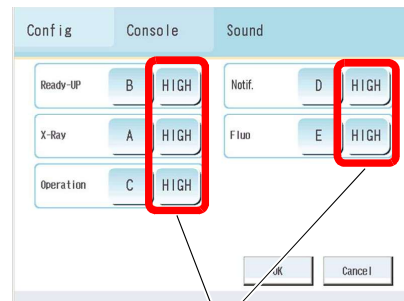 Config Console Sound
Ready-UP B HIGH Notif. D HIGH
X-Ray A HIGH Fluo E HIGH
Operation C HIGH
OK Cancel